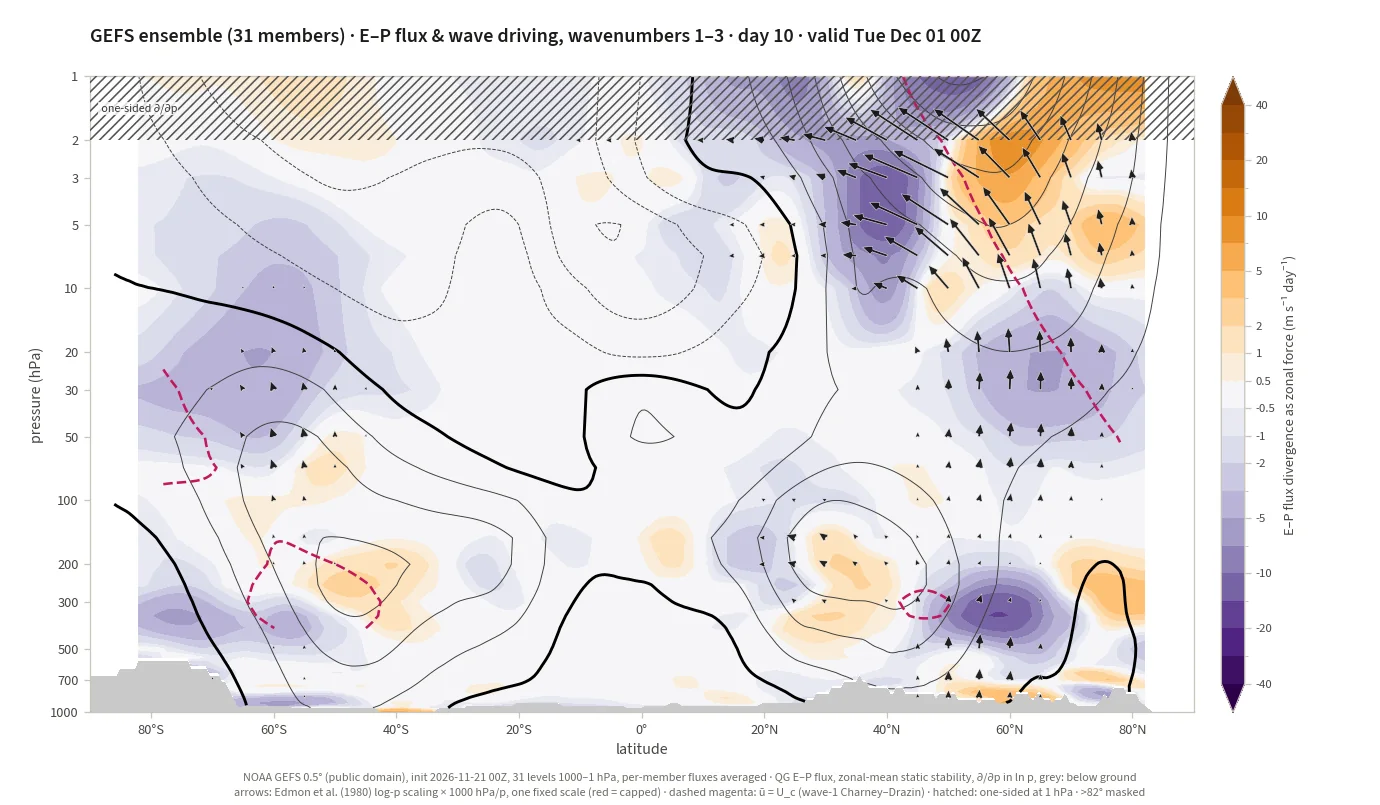 GEFS ensemble (31 members) · E–P flux & wave driving, wavenumbers 1–3 · day 10 · valid Tue Dec 01 00Z
one-sided ∂/∂p
pressure (hPa)
1
2
3
5
10
20
30
50
100
200
300
500
700
1000
80°S
60°S
40°S
20°S
0°
20°N
40°N
60°N
80°N
latitude
40
20
10
5
2
1
0.5
-0.5
-1
-2
-5
-10
-20
-40
E–P flux divergence as zonal force (m s⁻¹ day⁻¹)
NOAA GEFS 0.5° (public domain), init 2026-11-21 00Z, 31 levels 1000–1 hPa, per-member fluxes averaged · QG E–P flux, zonal-mean static stability, ∂/∂p in ln p, grey: below ground
arrows: Edmon et al. (1980) log-p scaling × 1000 hPa/p, one fixed scale (red = capped) · dashed magenta: ū = U_c (wave-1 Charney–Drazin) · hatched: one-sided at 1 hPa · >82° masked